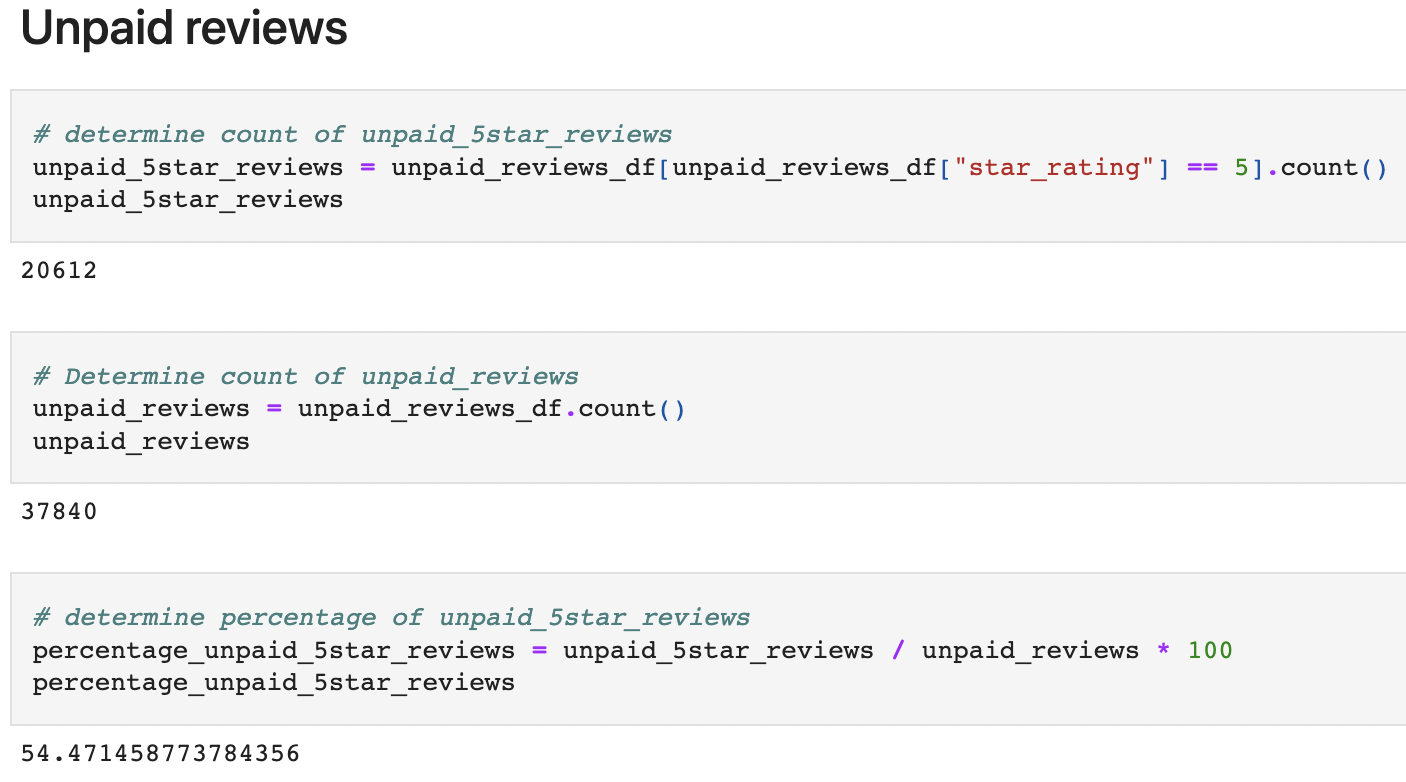 Unpaid reviews
# determine count of unpaid_5star_reviews
unpaid_5star_reviews = unpaid_reviews_df[unpaid_reviews_df["star_rating"] == 5].count()
unpaid_5star_reviews
20612
# Determine count of unpaid_reviews
unpaid_reviews = unpaid_reviews_df.count()
unpaid_reviews
37840
# determine percentage of unpaid_5star_reviews
percentage_unpaid_5star_reviews = unpaid_5star_reviews / unpaid_reviews * 100
percentage_unpaid_5star_reviews
54.471458773784356